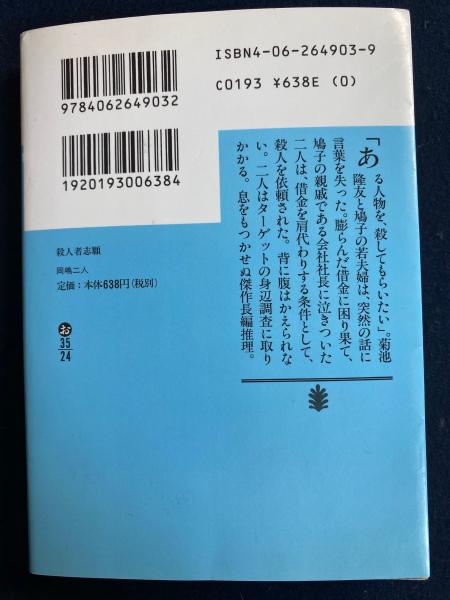 ISBN4-06-264903-9
C0193 ¥638E (0)
9784062649032
1920193006384
「ある人物を、殺してもらいたい」。菊池
隆友と鳩子の若夫婦は、突然の話に
言葉を失った。膨らんだ借金に困り果て、
鳩子の親戚である会社社長に泣きついた
二人は、借金を肩代わりする条件として、
殺人を依頼された。背に腹はかえられな
い。二人はターゲットの身辺調査に取り
かかる。息をもつかせぬ傑作長編推理。
殺人者志願
岡嶋二人
定価:本体638円(税別)
お
35
24